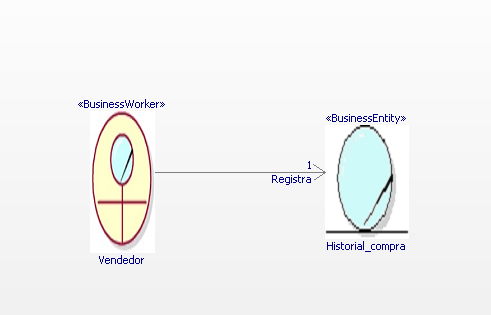 «BusinessWorker»
Vendedor
1
Registra
«BusinessEntity»
Historial_compra